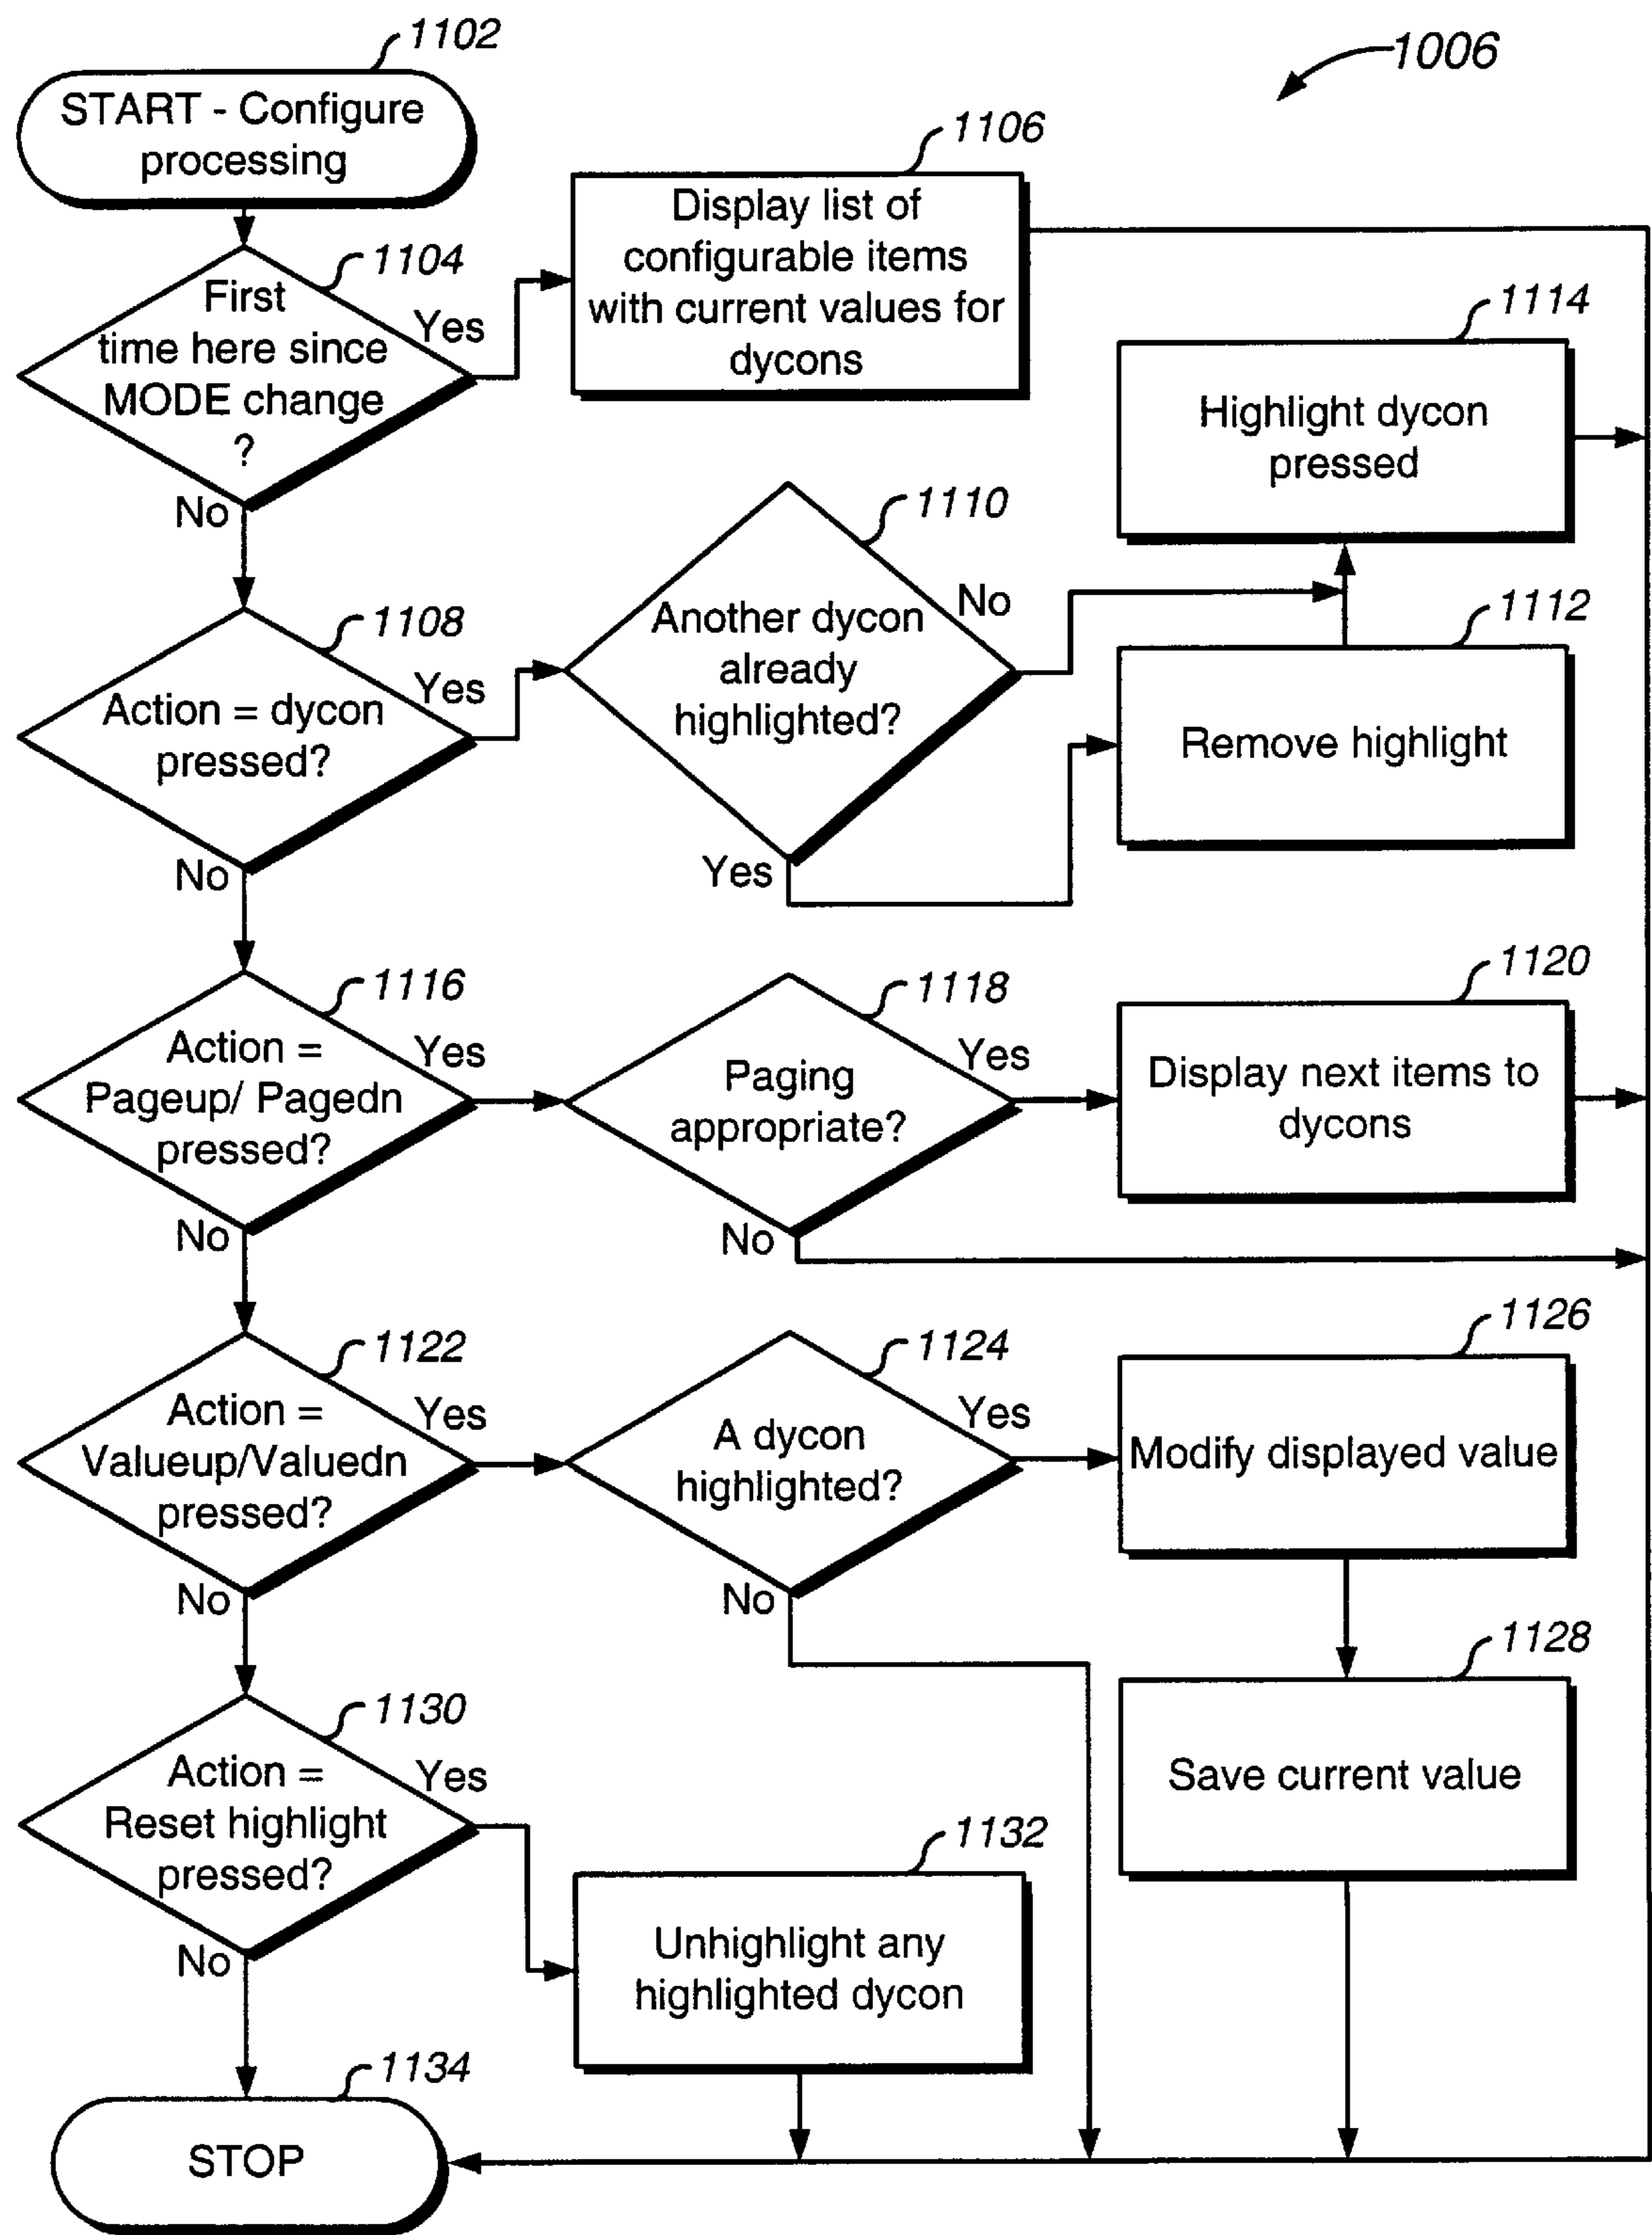 1102
1006
START - Configure
processing
1106
Display list of
configurable items
with current values for
dycons
1104
First
time here since
MODE change
?
Yes
No
1114
Highlight dycon
pressed
1110
Another dycon
already
highlighted?
No
Yes
1112
Remove highlight
1108
Action = dycon
pressed?
Yes
No
1116
Action =
Pageup/ Pagedn
pressed?
Yes
No
1118
Paging
appropriate?
Yes
No
1120
Display next items to
dycons
1122
Action =
Valueup/Valuedn
pressed?
Yes
No
1124
A dycon
highlighted?
Yes
No
1126
Modify displayed value
1128
Save current value
1130
Action =
Reset highlight
pressed?
Yes
No
1132
Unhighlight any
highlighted dycon
1134
STOP